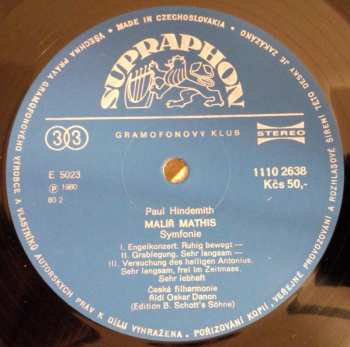 MADE IN CZECHOSLOVAKIA • VŠECHNA PRÁVA GRAMOFONOVÉHO VÝROBCE A VLASTNÍHO AUTORSKÝCH PRÁV K DÍLU VYHRAŽENA. POŘIZOVÁNÍ KOPIÍ, VEŘEJNÉ PROVOZOVÁNÍ A ROZHLASOVÉ ŠÍŘENÍ TÉTO DESKY JE ZAKÁZÁNO
SUPRAPHON
33
GRAMOFONOVÝ KLUB
STEREO
E 5023
1110 2638
℗ 1980
Kčs 50,-
80 2
Paul Hindemith
MALÍŘ MATHIS
Symfonie
I. Engelkonzert. Ruhig bewegt —
II. Grablegung. Sehr langsam —
III. Versuchung des heiligen Antonius.
Sehr langsam, frei im Zeitmass.
Sehr lebhaft
Česká filharmonie
Řídí Oskar Danon
(Edition B. Schott's Söhne)